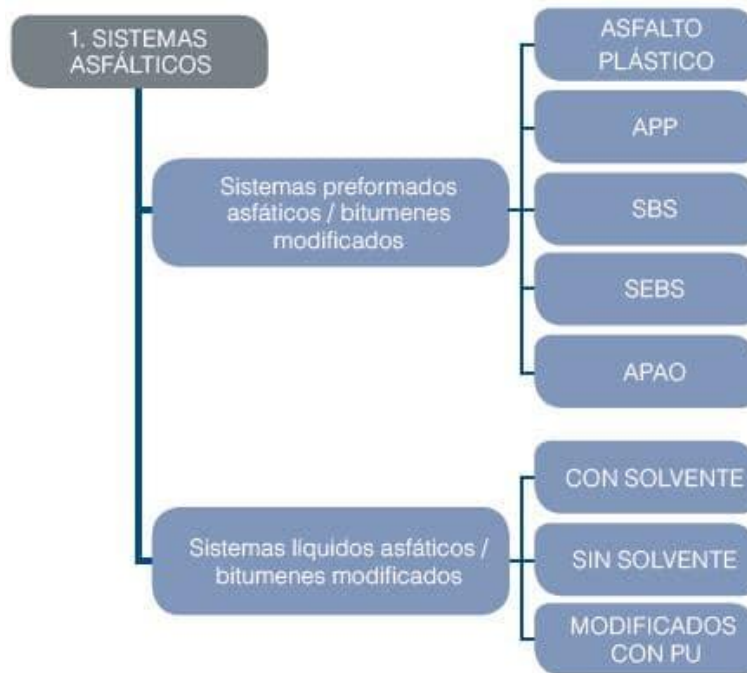 1. SISTEMAS
ASFÁLTICOS
Sistemas preformados
asfáticos / bitumenes
modificados
ASFALTO
PLÁSTICO
APP
SBS
SEBS
APAO
Sistemas líquidos asfáticos /
bitumenes modificados
CON SOLVENTE
SIN SOLVENTE
MODIFICADOS
CON PU